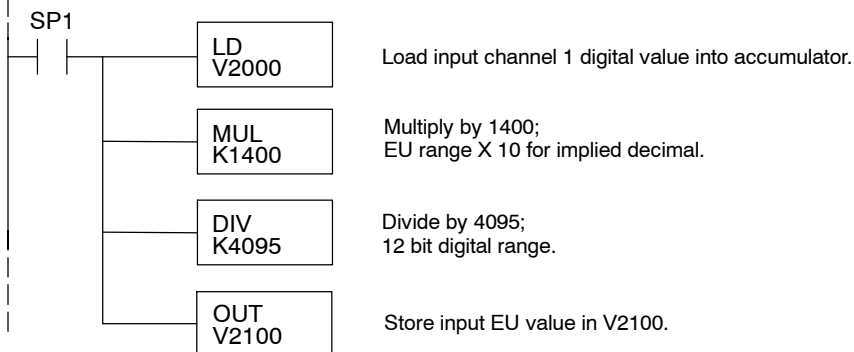 SP1
LD
V2000
Load input channel 1 digital value into accumulator.
MUL
K1400
Multiply by 1400;
EU range X 10 for implied decimal.
DIV
K4095
Divide by 4095;
12 bit digital range.
OUT
V2100
Store input EU value in V2100.